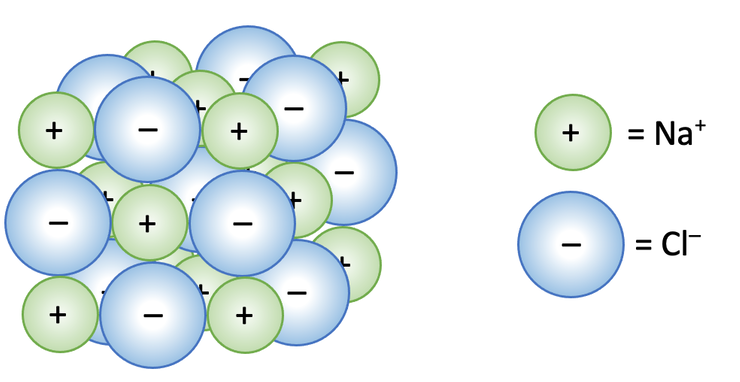 + = Na⁺
− = Cl⁻